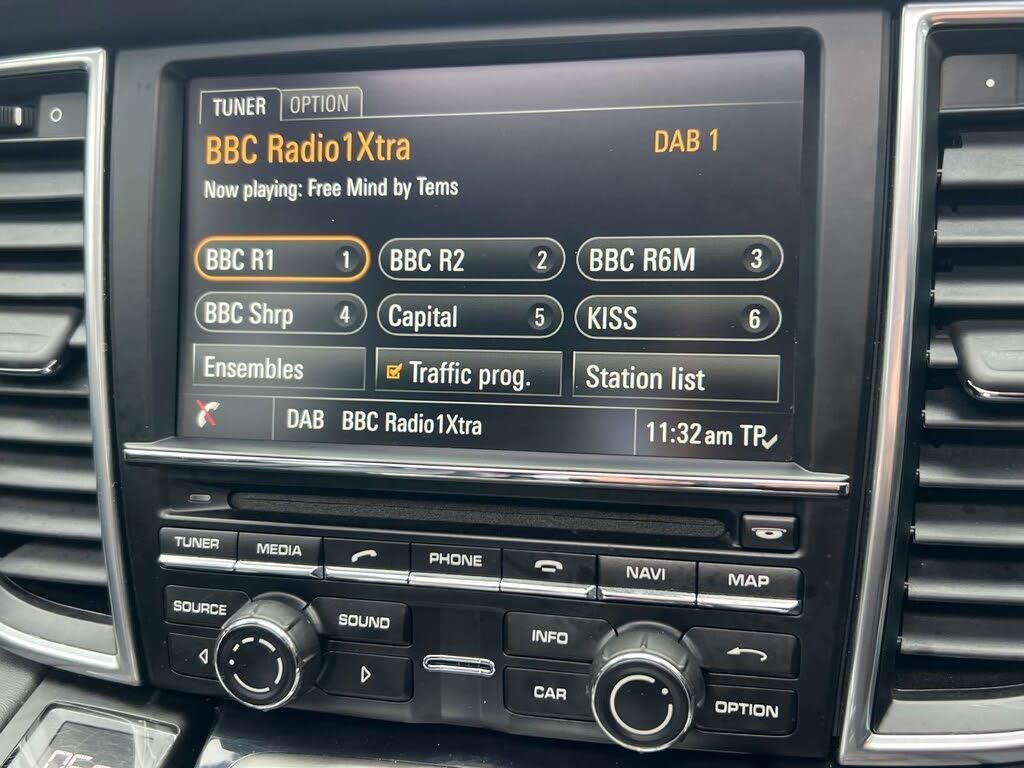 TUNER OPTION
BBC Radio1Xtra DAB 1
Now playing: Free Mind by Tems
BBC R1 1 BBC R2 2 BBC R6M 3
BBC Shrp 4 Capital 5 KISS 6
Ensembles Traffic prog. Station list
DAB BBC Radio1Xtra 11:32 am TP
TUNER MEDIA PHONE NAVI MAP
SOURCE SOUND INFO
CAR OPTION